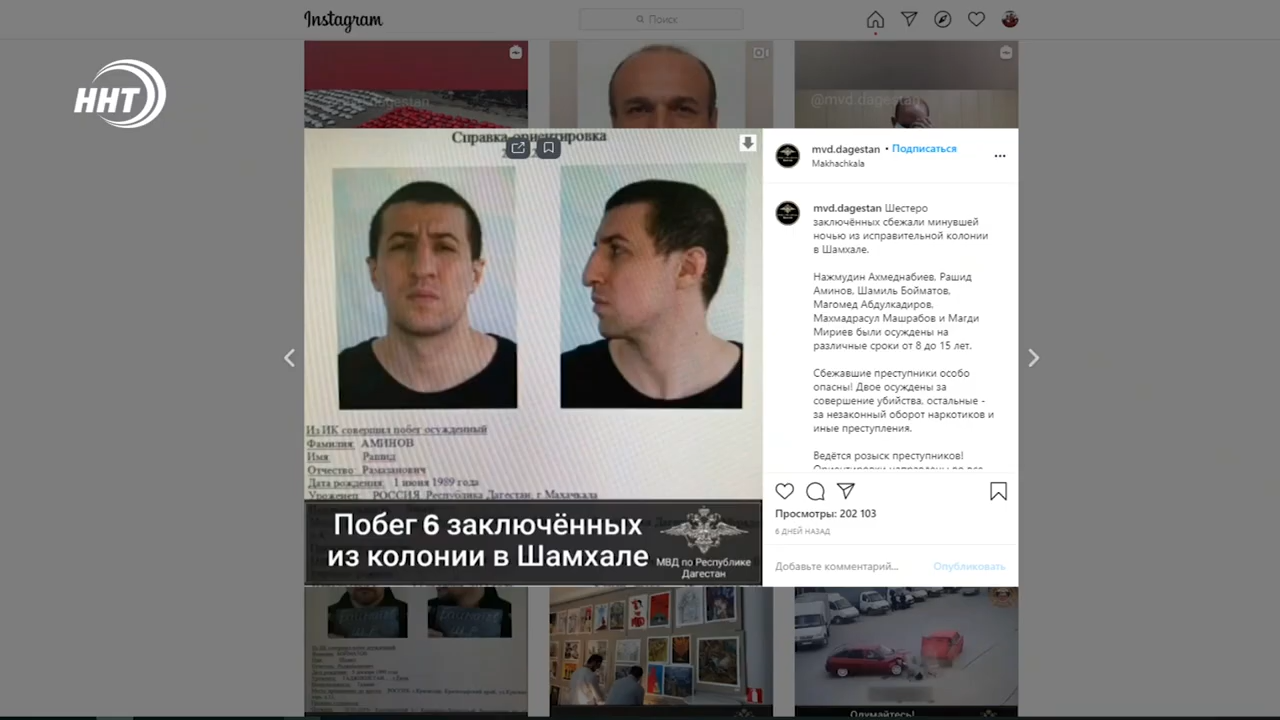 Instagram
Поиск
ННТ
@mvd.dagestan
Справка-ориентировка
Из ИК совершил побег осужденный
Фамилия: АМИНОВ
Имя: Рашид
Отчество: Рамазанович
Дата рождения: 1 июня 1989 года
Уроженец: РОССИЯ, Республика Дагестан, г. Махачкала
Побег 6 заключённых
из колонии в Шамхале
МВД по Республике
Дагестан
mvd.dagestan • Подписаться
Makhachkala
mvd.dagestan Шестеро
заключённых сбежали минувшей
ночью из исправительной колонии
в Шамхале.
Нажмудин Ахмеднабиев, Рашид
Аминов, Шамиль Бойматов,
Магомед Абдулкадиров,
Махмадрасул Машрабов и Магди
Мириев были осуждены на
различные сроки от 8 до 15 лет.
Сбежавшие преступники особо
опасны! Двое осуждены за
совершение убийства, остальные -
за незаконный оборот наркотиков и
иные преступления.
Ведётся розыск преступников!
Просмотры: 202 103
6 ДНЕЙ НАЗАД
Добавьте комментарий...
Опубликовать
Одумайтесь!